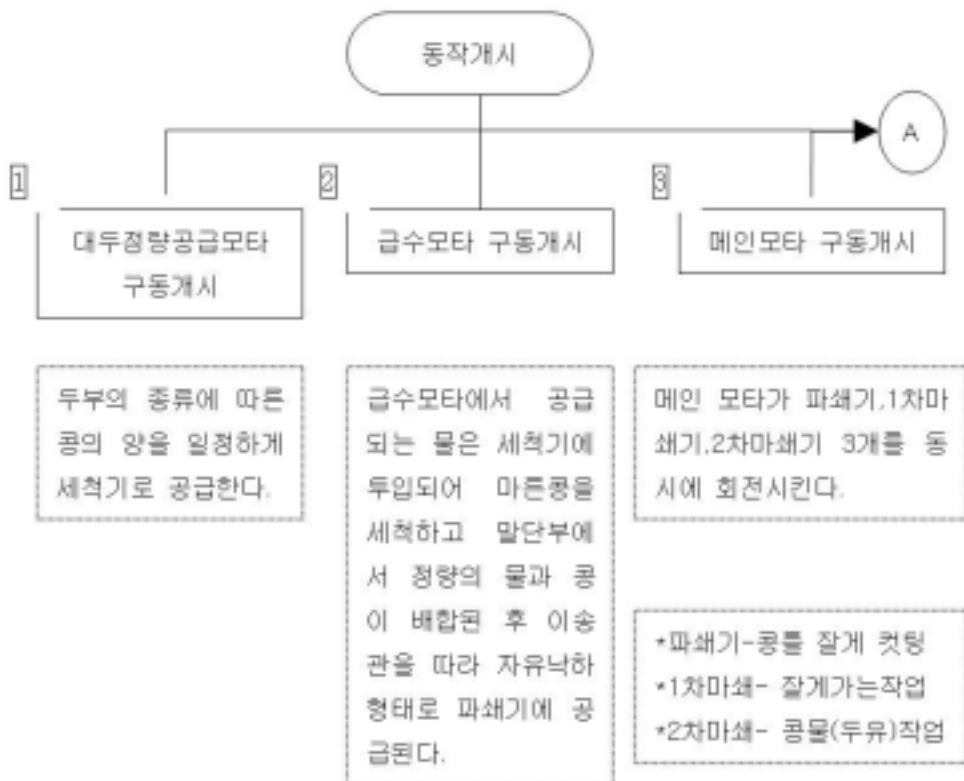 동작개시
A
1
대두정량공급모타
구동개시
2
급수모타 구동개시
3
메인모타 구동개시
두부의 종류에 따른
콩의 양을 일정하게
세척기로 공급한다.
급수모타에서 공급
되는 물은 세척기에
투입되어 마른콩을
세척하고 말단부에
서 정량의 물과 콩
이 배합된 후 이송
관을 따라 자유낙하
형태로 파쇄기에 공
급된다.
메인 모타가 파쇄기,1차마
쇄기,2차마쇄기 3개를 동
시에 회전시킨다.
*파쇄기-콩를 잘게 컷팅
*1차마쇄- 잘게가는작업
*2차마쇄- 콩물(두유)작업